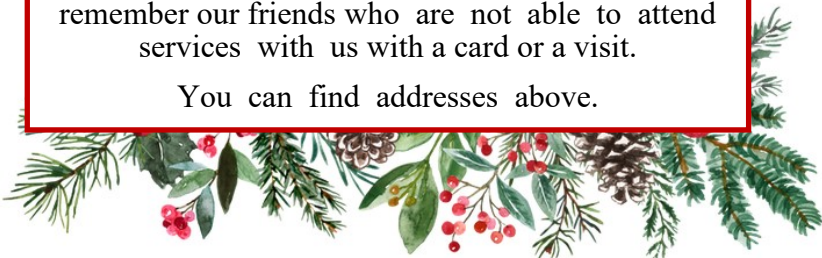 remember our friends who are not able to attend
services with us with a card or a visit.
You can find addresses above.